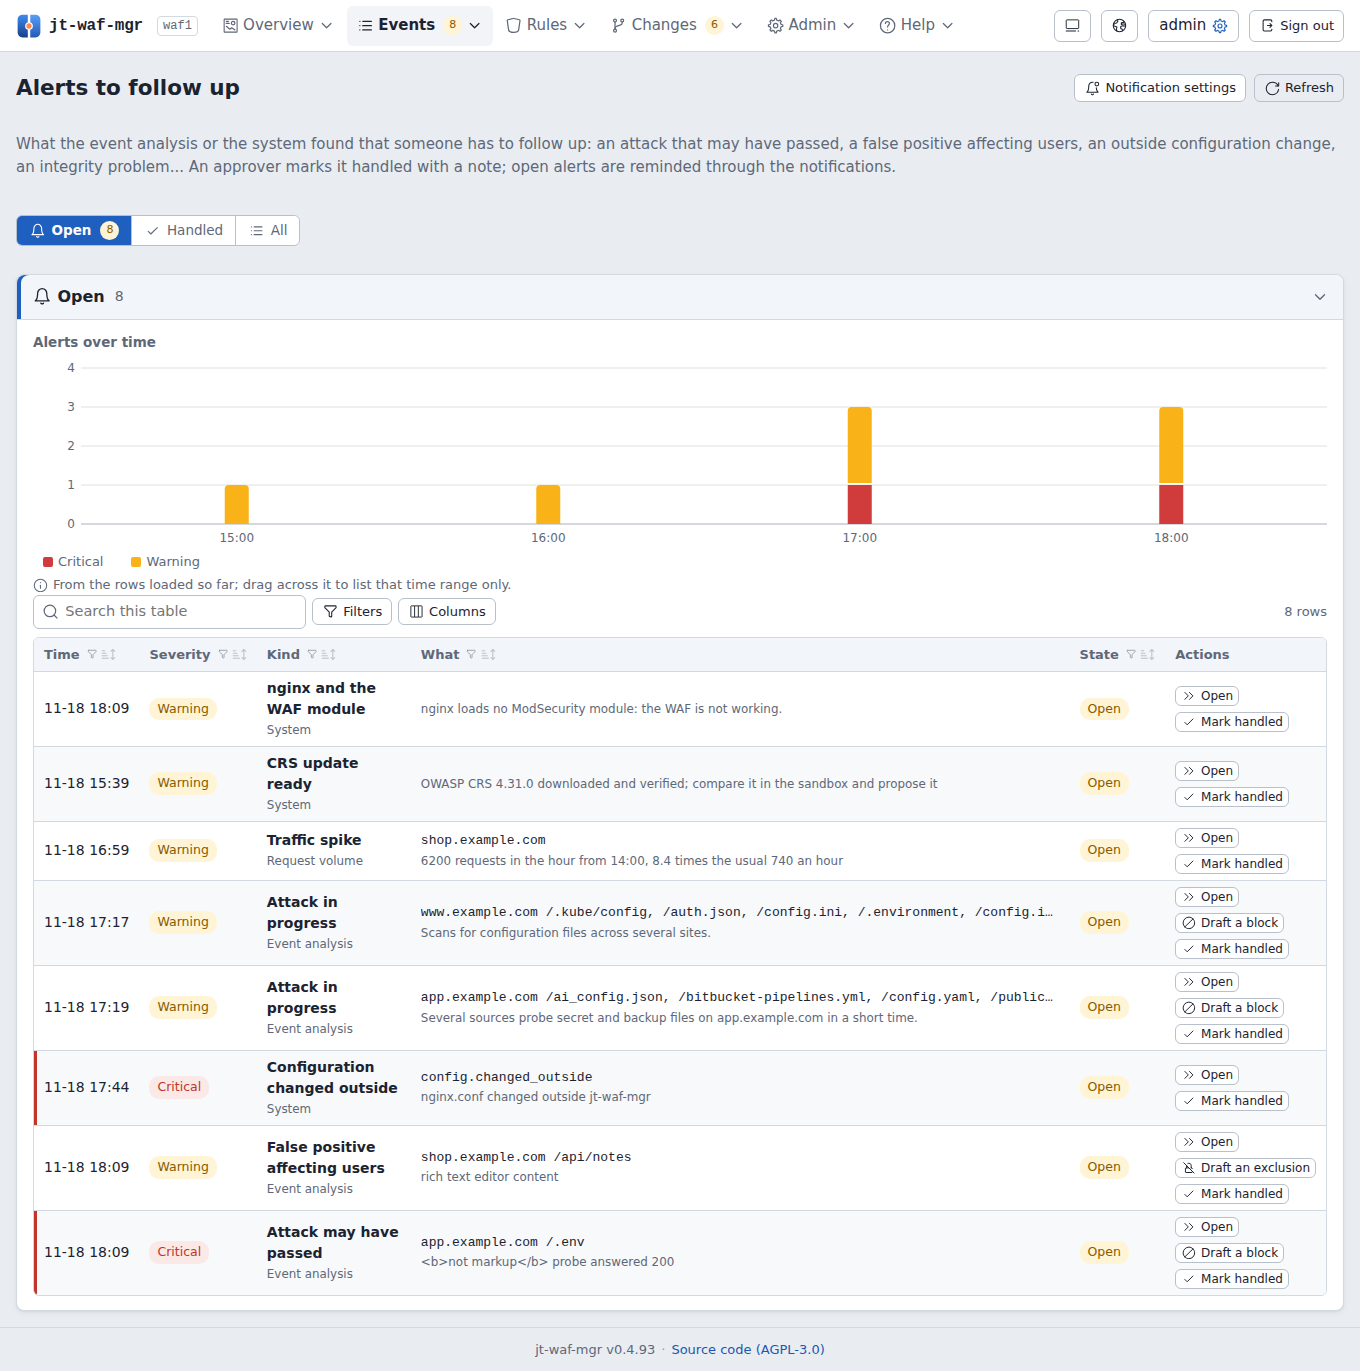 jt-waf-mgr waf1 Overview Events 8 Rules Changes 6 Admin Help admin Sign out
Alerts to follow up Notification settings Refresh
What the event analysis or the system found that someone has to follow up: an attack that may have passed, a false positive affecting users, an outside configuration change,
an integrity problem... An approver marks it handled with a note; open alerts are reminded through the notifications.
Open 8 Handled All
Open 8
Alerts over time
4
3
2
1
0
15:00 16:00 17:00 18:00
Critical Warning
From the rows loaded so far; drag across it to list that time range only.
Search this table Filters Columns 8 rows
Time Severity Kind What State Actions
11-18 18:09 Warning nginx and the WAF module System nginx loads no ModSecurity module: the WAF is not working. Open Open Mark handled
11-18 15:39 Warning CRS update ready System OWASP CRS 4.31.0 downloaded and verified; compare it in the sandbox and propose it Open Open Mark handled
11-18 16:59 Warning Traffic spike Request volume shop.example.com 6200 requests in the hour from 14:00, 8.4 times the usual 740 an hour Open Open Mark handled
11-18 17:17 Warning Attack in progress Event analysis www.example.com /.kube/config, /auth.json, /config.ini, /.environment, /config.i… Scans for configuration files across several sites. Open Open Draft a block Mark handled
11-18 17:19 Warning Attack in progress Event analysis app.example.com /ai_config.json, /bitbucket-pipelines.yml, /config.yaml, /public… Several sources probe secret and backup files on app.example.com in a short time. Open Open Draft a block Mark handled
11-18 17:44 Critical Configuration changed outside System config.changed_outside nginx.conf changed outside jt-waf-mgr Open Open Mark handled
11-18 18:09 Warning False positive affecting users Event analysis shop.example.com /api/notes rich text editor content Open Open Draft an exclusion Mark handled
11-18 18:09 Critical Attack may have passed Event analysis app.example.com /.env <b>not markup</b> probe answered 200 Open Open Draft a block Mark handled
jt-waf-mgr v0.4.93 · Source code (AGPL-3.0)